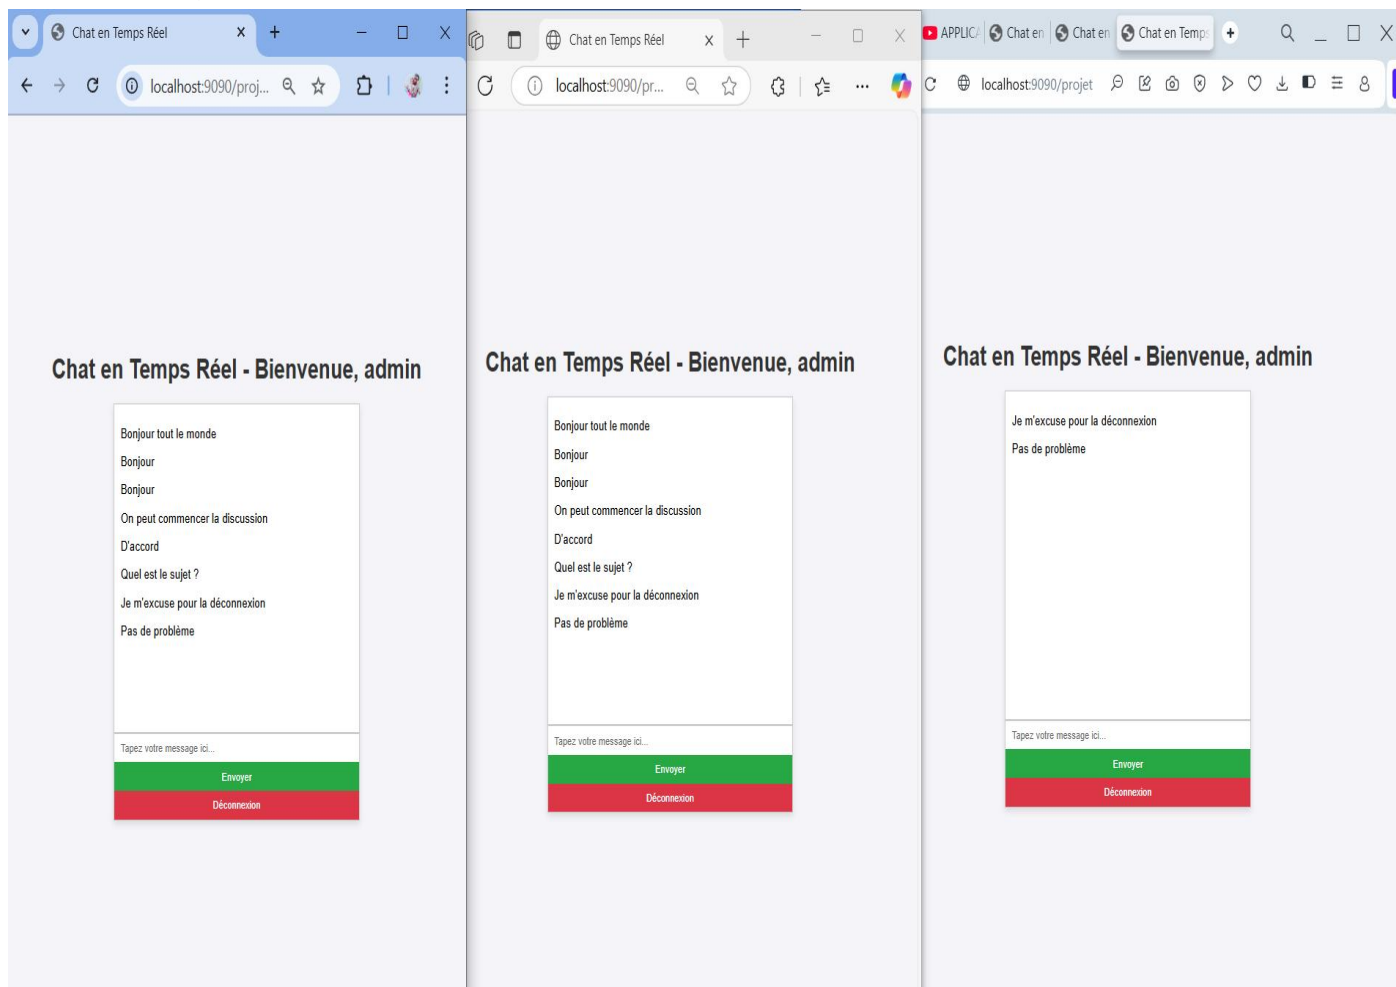 Chat en Temps Réel
localhost:9090/proj...
Chat en Temps Réel - Bienvenue, admin
Bonjour tout le monde
Bonjour
Bonjour
On peut commencer la discussion
D'accord
Quel est le sujet ?
Je m'excuse pour la déconnexion
Pas de problème
Tapez votre message ici...
Envoyer
Déconnexion
Chat en Temps Réel
localhost:9090/pr...
Chat en Temps Réel - Bienvenue, admin
Bonjour tout le monde
Bonjour
Bonjour
On peut commencer la discussion
D'accord
Quel est le sujet ?
Je m'excuse pour la déconnexion
Pas de problème
Tapez votre message ici...
Envoyer
Déconnexion
APPLICA Chat en Chat en Chat en Temps
localhost:9090/projet
Chat en Temps Réel - Bienvenue, admin
Je m'excuse pour la déconnexion
Pas de problème
Tapez votre message ici...
Envoyer
Déconnexion